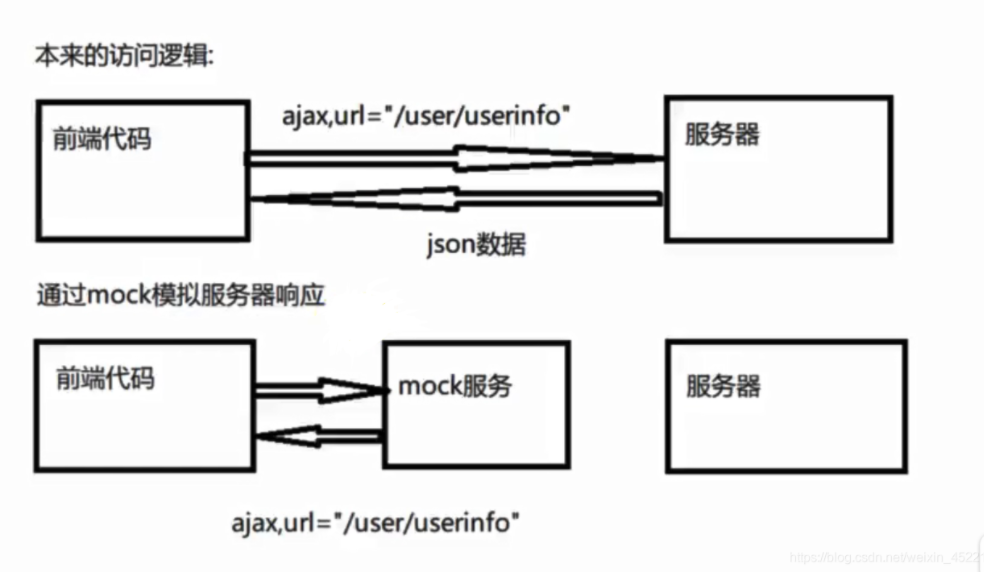 本来的访问逻辑:
ajax,url="/user/userinfo"
前端代码
服务器
json数据
通过mock模拟服务器响应
前端代码
mock服务
服务器
ajax,url="/user/userinfo"
https://blog.csdn.net/weixin_4522